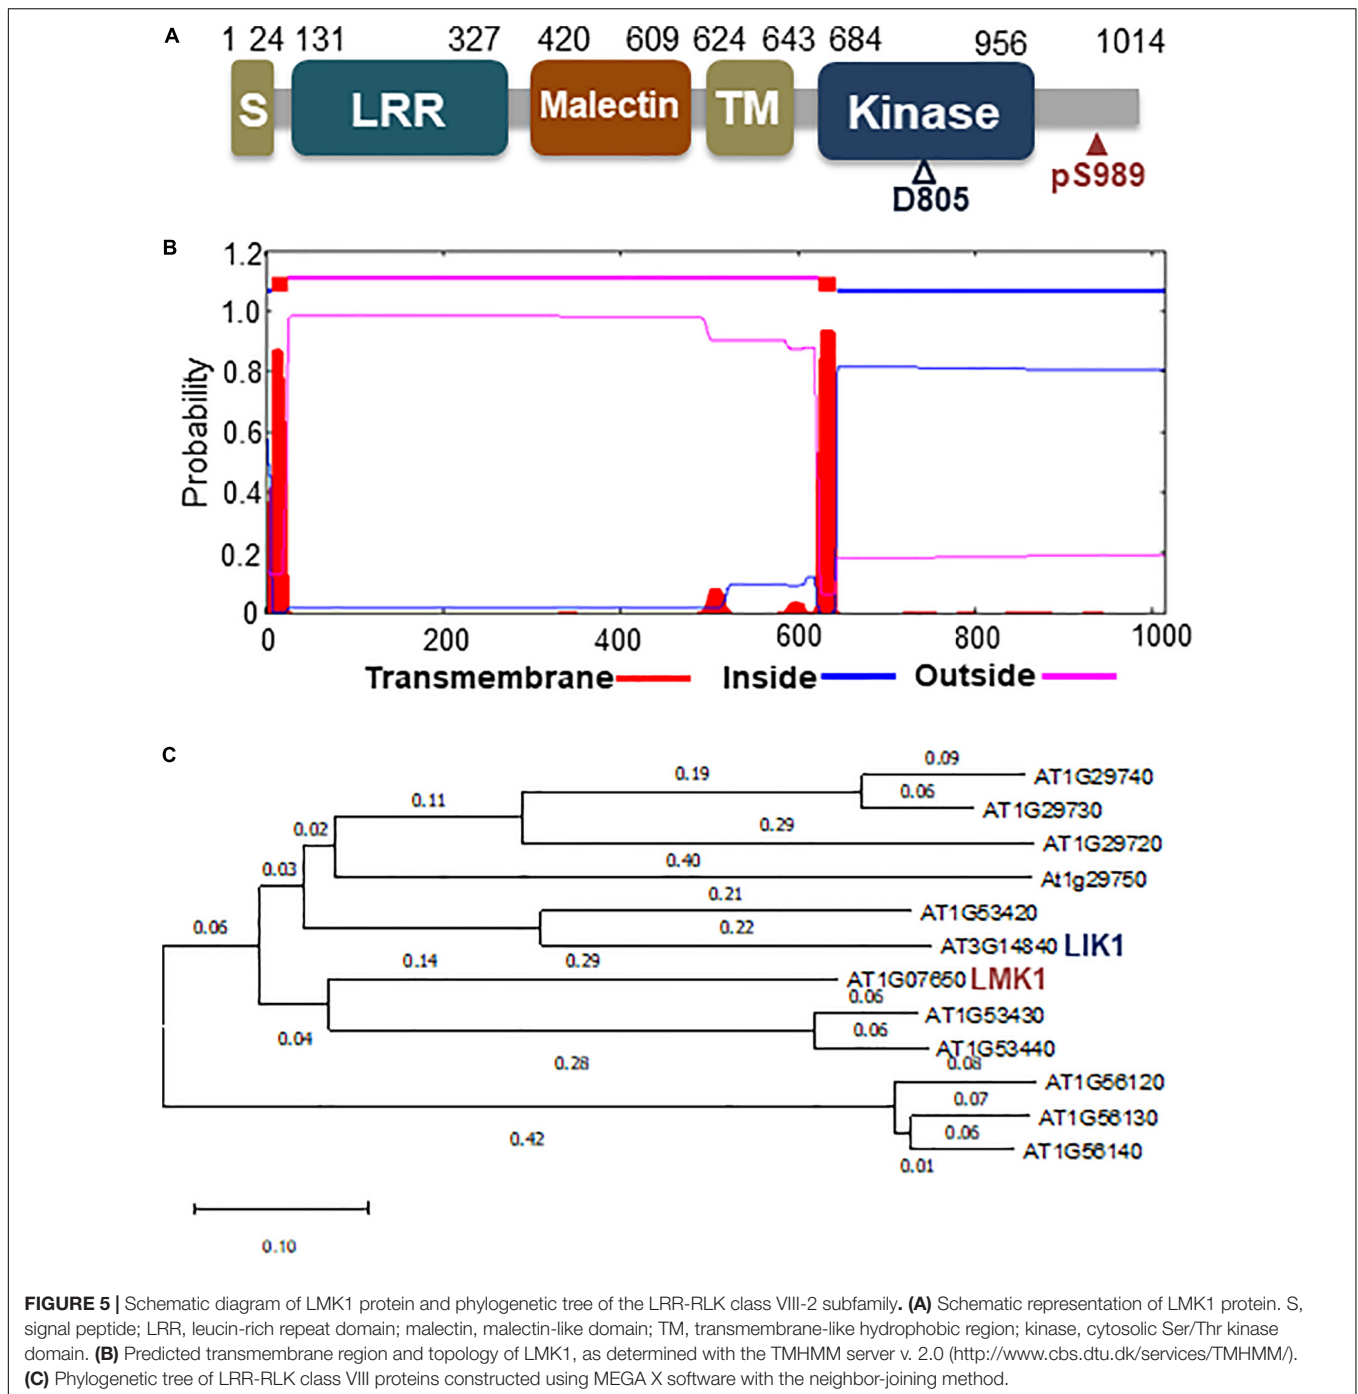 A
1 24 131 327 420 609 624 643 684 956 1014
S LRR Malectin TM Kinase
pS989
D805
B
1.2
1.0
0.8
0.6
0.4
0.2
0
Probability
0 200 400 600 800 1000
Transmembrane Inside Outside
C
0.09
0.19 AT1G29740
0.06
0.11 AT1G29730
0.29
0.02 AT1G29720
0.40
0.03 At1g29750
0.21
AT1G53420
0.06 0.22
AT3G14840 LIK1
0.14 0.29
AT1G07650 LMK1
0.06
AT1G53430
0.06
0.04 AT1G53440
0.28 0.08
AT1G56120
0.07
AT1G56130
0.42 0.06
AT1G56140
0.01
0.10
FIGURE 5 | Schematic diagram of LMK1 protein and phylogenetic tree of the LRR-RLK class VIII-2 subfamily. (A) Schematic representation of LMK1 protein. S,
signal peptide; LRR, leucin-rich repeat domain; malectin, malectin-like domain; TM, transmembrane-like hydrophobic region; kinase, cytosolic Ser/Thr kinase
domain. (B) Predicted transmembrane region and topology of LMK1, as determined with the TMHMM server v. 2.0 (http://www.cbs.dtu.dk/services/TMHMM/).
(C) Phylogenetic tree of LRR-RLK class VIII proteins constructed using MEGA X software with the neighbor-joining method.